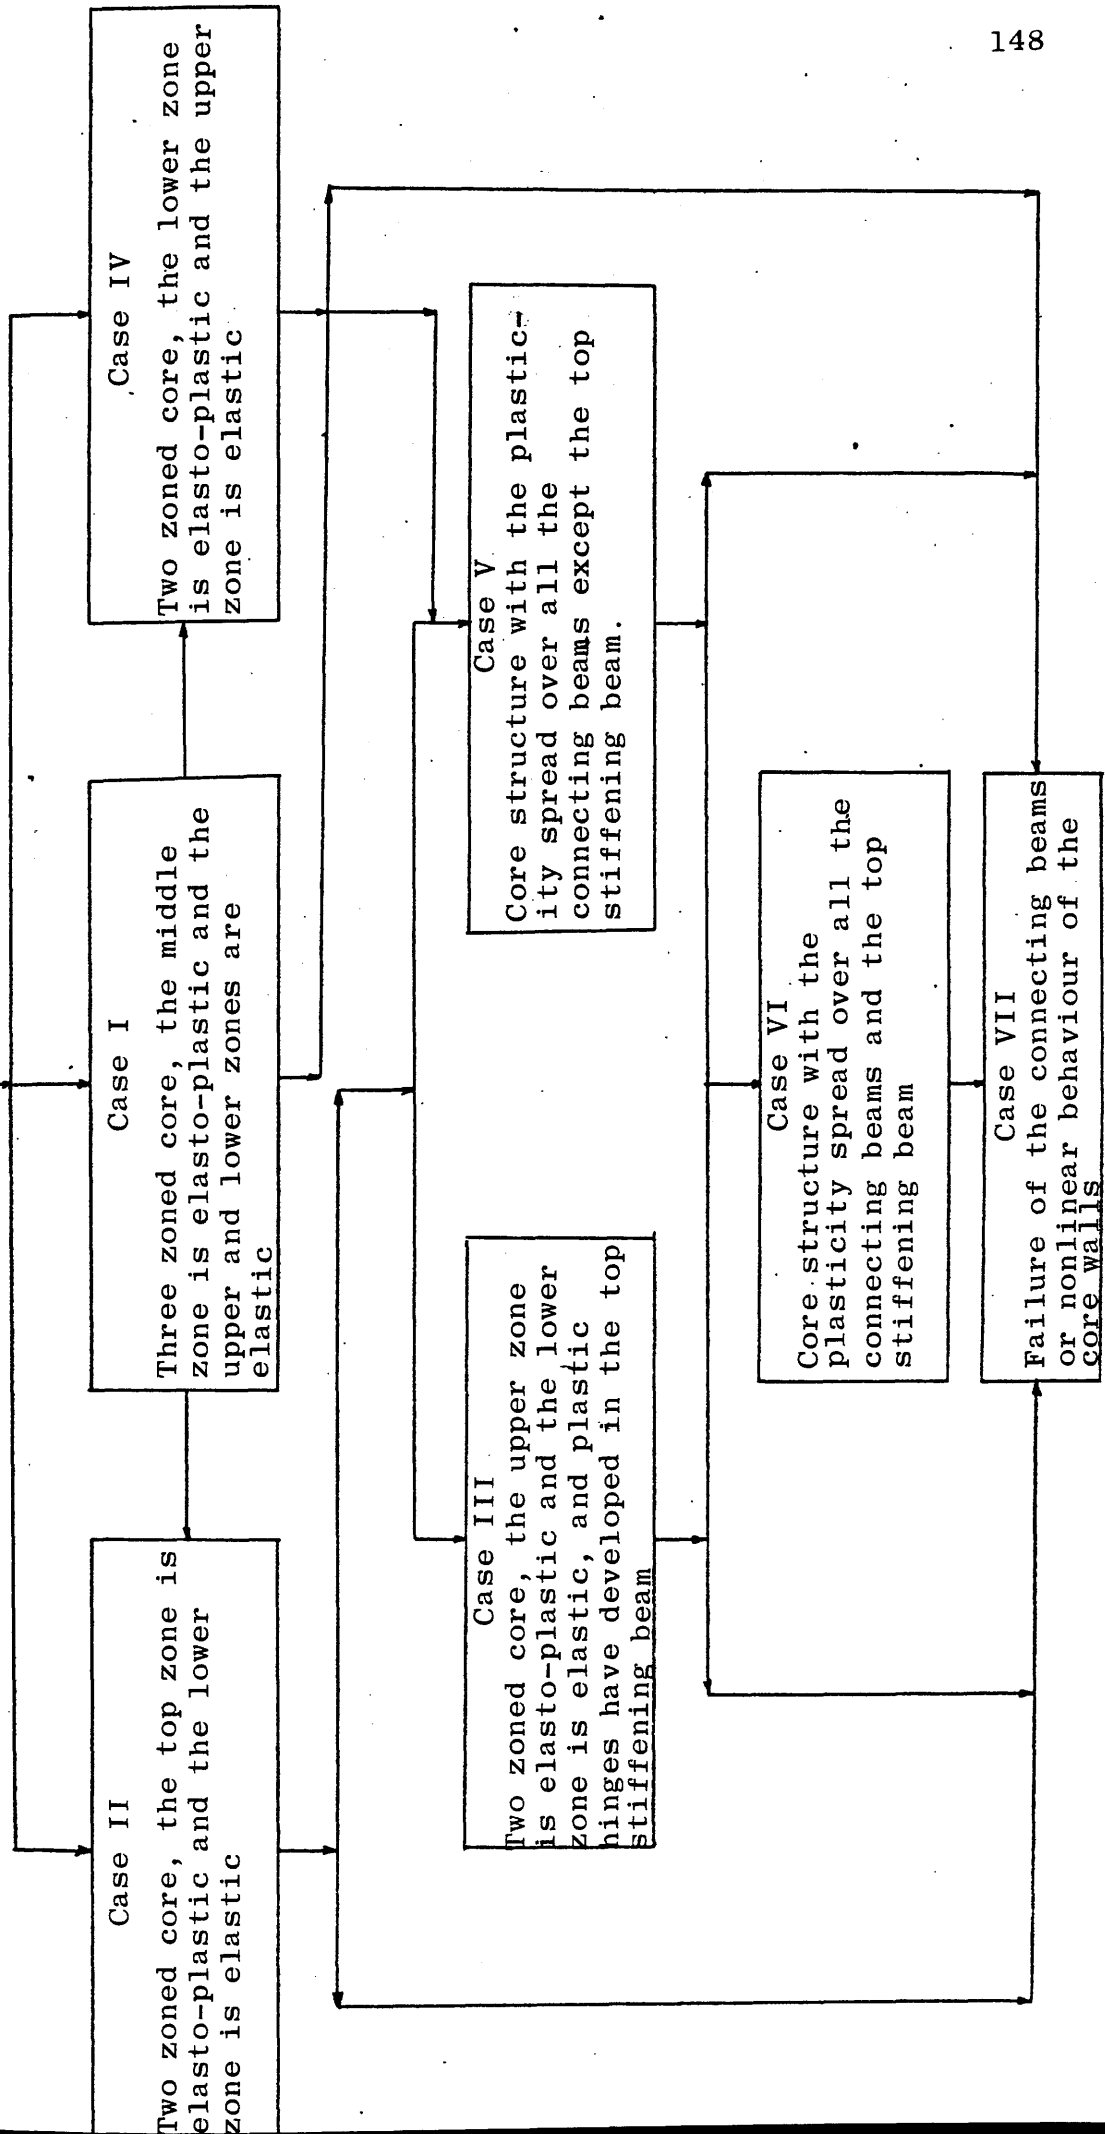 148
Case II
Two zoned core, the top zone is
elasto-plastic and the lower
zone is elastic
Case I
Three zoned core, the middle
zone is elasto-plastic and the
upper and lower zones are
elastic
Case IV
Two zoned core, the lower zone
is elasto-plastic and the upper
zone is elastic
Case III
Two zoned core, the upper zone
is elasto-plastic and the lower
zone is elastic, and plastic
hinges have developed in the top
stiffening beam
Case V
Core structure with the plastic-
ity spread over all the
connecting beams except the top
stiffening beam.
Case VI
Core structure with the
plasticity spread over all the
connecting beams and the top
stiffening beam
Case VII
Failure of the connecting beams
or nonlinear behaviour of the
core walls